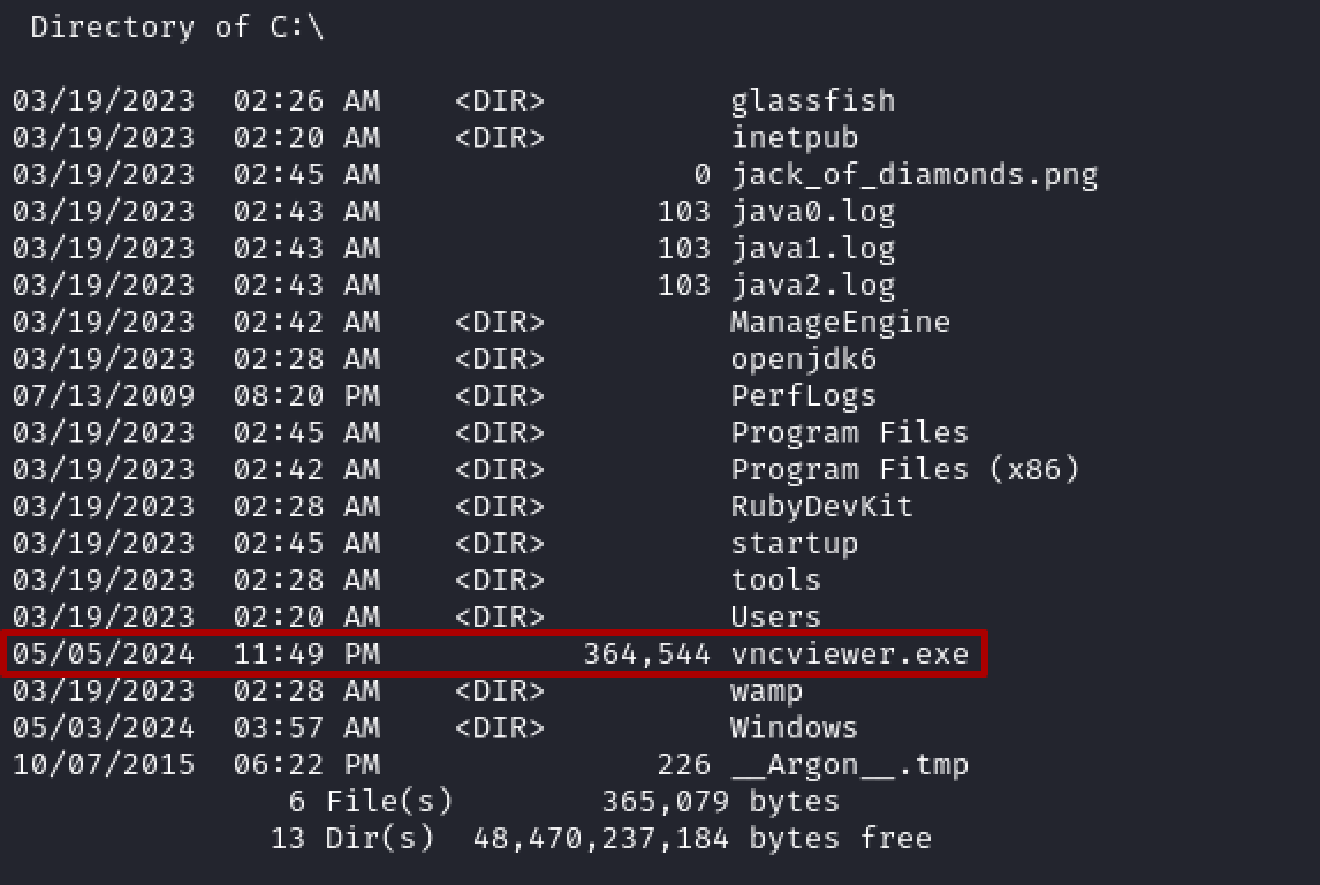 Directory of C:\
03/19/2023  02:26 AM    <DIR>          glassfish
03/19/2023  02:20 AM    <DIR>          inetpub
03/19/2023  02:45 AM                 0 jack_of_diamonds.png
03/19/2023  02:43 AM               103 java0.log
03/19/2023  02:43 AM               103 java1.log
03/19/2023  02:43 AM               103 java2.log
03/19/2023  02:42 AM    <DIR>          ManageEngine
03/19/2023  02:28 AM    <DIR>          openjdk6
07/13/2009  08:20 PM    <DIR>          PerfLogs
03/19/2023  02:45 AM    <DIR>          Program Files
03/19/2023  02:42 AM    <DIR>          Program Files (x86)
03/19/2023  02:28 AM    <DIR>          RubyDevKit
03/19/2023  02:45 AM    <DIR>          startup
03/19/2023  02:28 AM    <DIR>          tools
03/19/2023  02:20 AM    <DIR>          Users
05/05/2024  11:49 PM           364,544 vncviewer.exe
03/19/2023  02:28 AM    <DIR>          wamp
05/03/2024  03:57 AM    <DIR>          Windows
10/07/2015  06:22 PM               226 __Argon__.tmp
6 File(s)        365,079 bytes
13 Dir(s)  48,470,237,184 bytes free